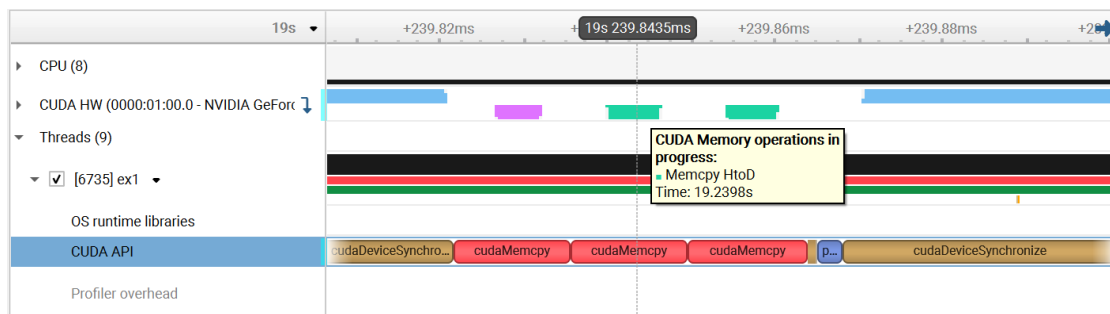 19s
+239.82ms
19s 239.8435ms
+239.86ms
+239.88ms
CPU (8)
CUDA HW (0000:01:00.0 - NVIDIA GeForc
Threads (9)
[6735] ex1
OS runtime libraries
CUDA API
Profiler overhead
CUDA Memory operations in
progress:
Memcpy HtoD
Time: 19.2398s
cudaDeviceSynchro...
cudaMemcpy
cudaMemcpy
cudaMemcpy
p...
cudaDeviceSynchronize